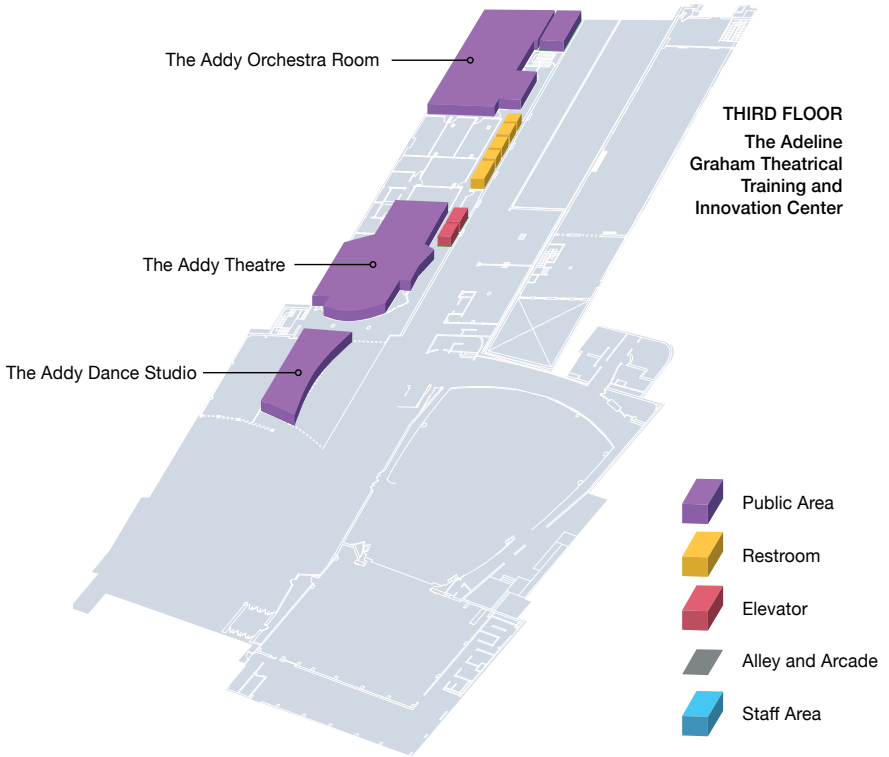 The Addy Orchestra Room
THIRD FLOOR
The Adeline
Graham Theatrical
Training and
Innovation Center
The Addy Theatre
The Addy Dance Studio
Public Area
Restroom
Elevator
Alley and Arcade
Staff Area